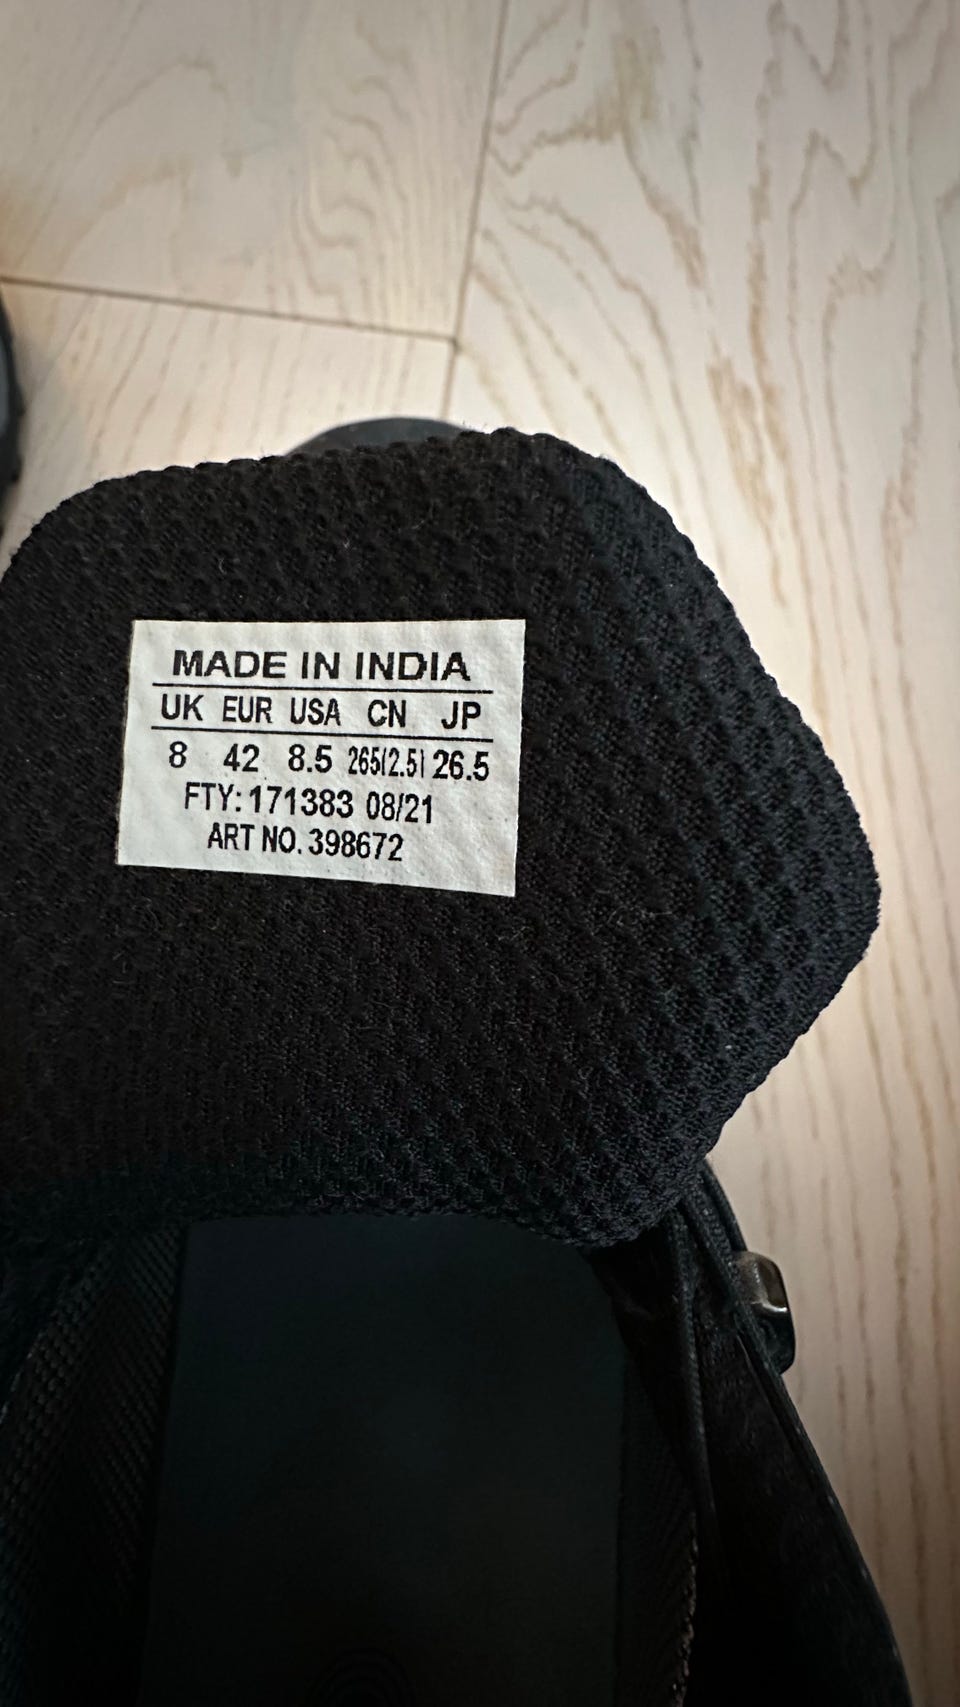 MADE IN INDIA
UK EUR USA CN JP
8 42 8.5 265(2.5) 26.5
FTY: 171383 08/21
ART NO. 398672